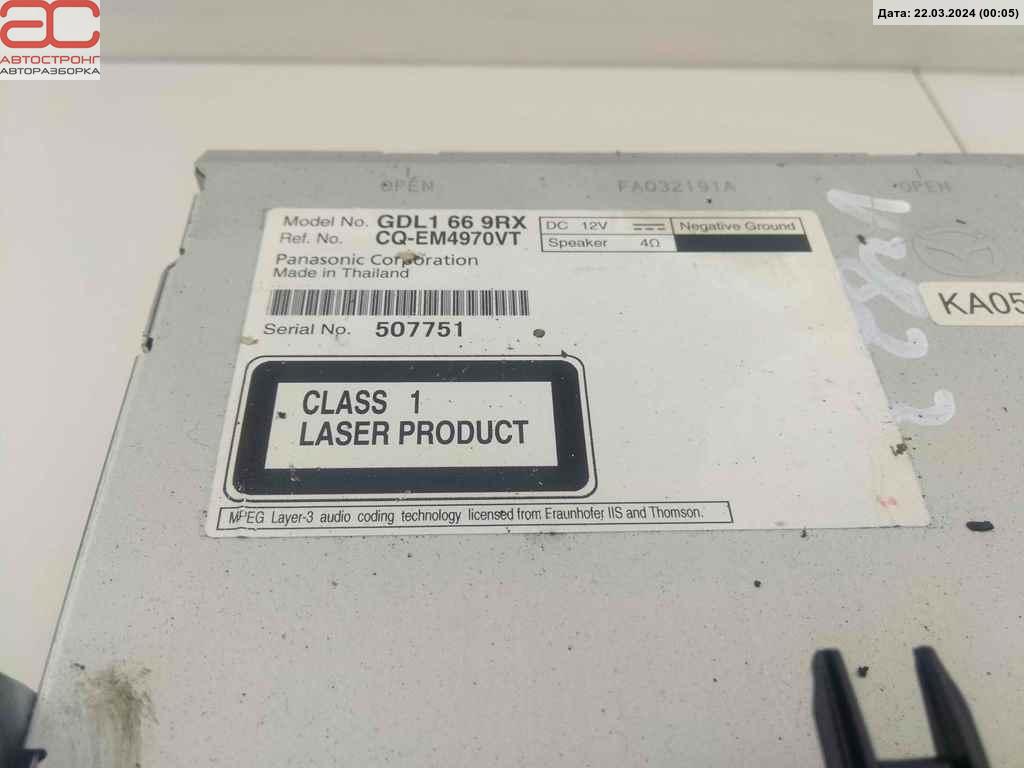 АВТОСТРОНГ
АВТОРАЗБОРКА
Дата: 22.03.2024 (00:05)
OPEN FA032191A OPEN
Model No. GDL1 66 9RX
Ref. No. CQ-EM4970VT
DC 12V Negative Ground
Speaker 4Ω
Panasonic Corporation
Made in Thailand
KA05
Serial No. 507751
CLASS 1
LASER PRODUCT
MPEG Layer-3 audio coding technology licensed from Fraunhofer IIS and Thomson.